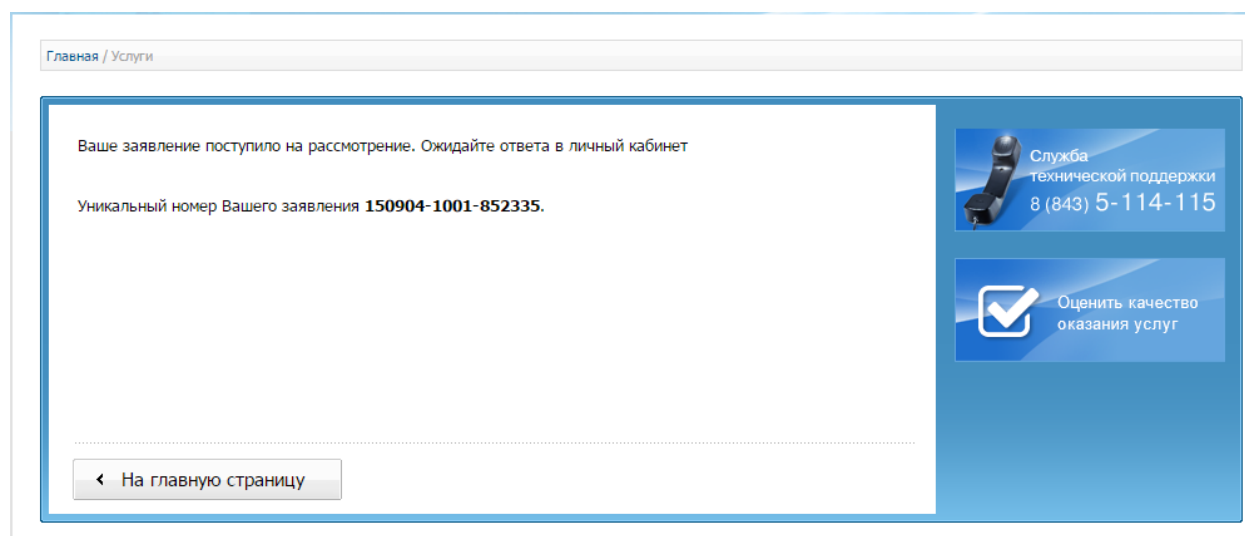 Главная / Услуги
Ваше заявление поступило на рассмотрение. Ожидайте ответа в личный кабинет
Уникальный номер Вашего заявления 150904-1001-852335.
На главную страницу
Служба
технической поддержки
8 (843) 5-114-115
Оценить качество
оказания услуг